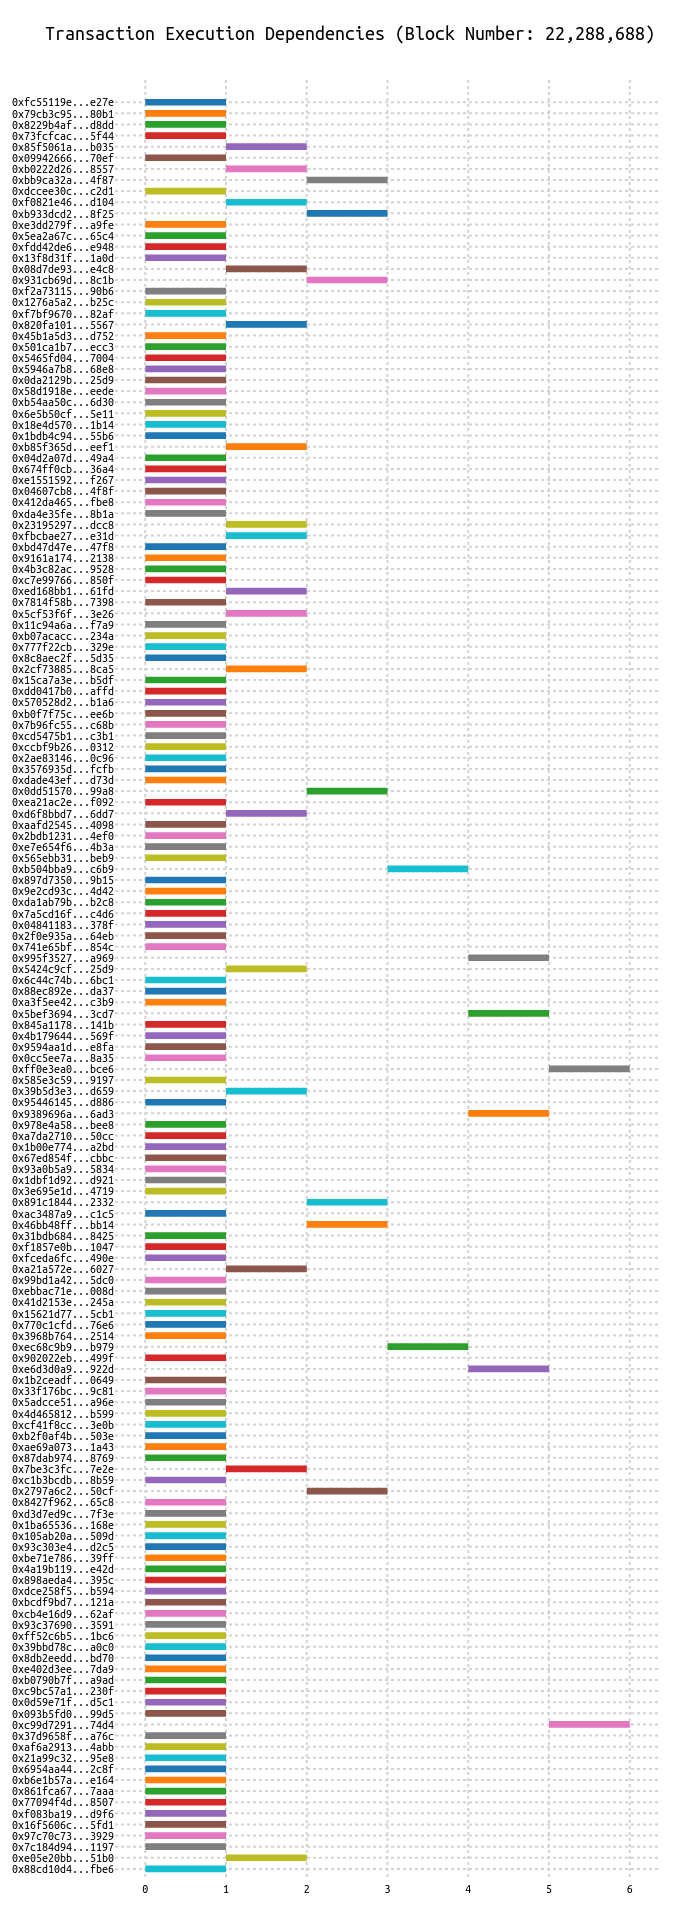 Transaction Execution Dependencies (Block Number: 22,288,688)
0xfc55119e...e27e
0x79cb3c95...80b1
0x8229b4af...d8dd
0x73fcfcac...5f44
0x85f5061a...b035
0x09942666...70ef
0xb0222d26...8557
0xbb9ca32a...4f87
0xdccee30c...c2d1
0xf0821e46...d104
0xb933dcd2...8f25
0xe3dd279f...a9fe
0x5ea2a67c...65c4
0xfdd42de6...e948
0x13f8d31f...1a0d
0x08d7de93...e4c8
0x931cb69d...8c1b
0xf2a73115...90b6
0x1276a5a2...b25c
0xf7bf9670...82af
0x820fa101...5567
0x45b1a5d3...d752
0x501ca1b7...ecc3
0x5465fd04...7004
0x5946a7b8...68e8
0x0da2129b...25d9
0x58d1918e...eede
0xb54aa50c...6d30
0x6e5b50cf...5e11
0x18e4d570...1b14
0x1bdb4c94...55b6
0xb85f365d...eef1
0x04d2a07d...49a4
0x674ff0cb...36a4
0xe1551592...f267
0x04607cb8...4f8f
0x412da465...fbe8
0xda4e35fe...8b1a
0x23195297...dcc8
0xfbcbae27...e31d
0xbd47d47e...47f8
0x9161a174...2138
0x4b3c82ac...9528
0xc7e99766...850f
0xed168bb1...61fd
0x7814f58b...7398
0x5cf53f6f...3e26
0x11c94a6a...f7a9
0xb07acacc...234a
0x777f22cb...329e
0x8c8aec2f...5d35
0x2cf73885...8ca5
0x15ca7a3e...b5df
0xdd0417b0...affd
0x570528d2...b1a6
0xb0f7f75c...ee6b
0x7b96fc55...c68b
0xcd5475b1...c3b1
0xccbf9b26...0312
0x2ae83146...0c96
0x3576935d...fcfb
0xdade43ef...d73d
0x0dd51570...99a8
0xea21ac2e...f092
0xd6f8bbd7...6dd7
0xaafd2545...4098
0x2bdb1231...4ef0
0xe7e654f6...4b3a
0x565ebb31...beb9
0xb504bba9...c6b9
0x897d7350...9b15
0x9e2cd93c...4d42
0xda1ab79b...b2c8
0x7a5cd16f...c4d6
0x04841183...378f
0x2f0e935a...64eb
0x741e65bf...854c
0x995f3527...a969
0x5424c9cf...25d9
0x6c44c74b...6bc1
0x88ec892e...da37
0xa3f5ee42...c3b9
0x5bef3694...3cd7
0x845a1178...141b
0x4b179644...569f
0x9594aa1d...e8fa
0x0cc5ee7a...8a35
0xff0e3ea0...bce6
0x585e3c59...9197
0x39b5d3e3...d659
0x95446145...d886
0x9389696a...6ad3
0x978e4a58...bee8
0xa7da2710...50cc
0x1b00e774...a2bd
0x67ed854f...cbbc
0x93a0b5a9...5834
0x1dbf1d92...d921
0x3e695e1d...4719
0x891c1844...2332
0xac3487a9...c1c5
0x46bb48ff...bb14
0x31bdb684...8425
0xf1857e0b...1047
0xfceda6fc...490e
0xa21a572e...6027
0x99bd1a42...5dc0
0xebbac71e...008d
0x41d2153e...245a
0x15621d77...5cb1
0x770c1cfd...76e6
0x3968b764...2514
0xec68c9b9...b979
0x902022eb...499f
0xe6d3d0a9...922d
0x1b2ceadf...0649
0x33f176bc...9c81
0x5adcce51...a96e
0x4d465812...b599
0xcf41f8cc...3e0b
0xb2f0af4b...503e
0xae69a073...1a43
0x87dab974...8769
0x7be3c3fc...7e2e
0xc1b3bcdb...8b59
0x2797a6c2...50cf
0x8427f962...65c8
0xd3d7ed9c...7f3e
0x1ba65536...168e
0x105ab20a...509d
0x93c303e4...d2c5
0xbe71e786...39ff
0x4a19b119...e42d
0x898aeda4...395c
0xdce258f5...b594
0xbcdf9bd7...121a
0xcb4e16d9...62af
0x93c37690...3591
0xff52c6b5...1bc6
0x39bbd78c...a0c0
0x8db2eedd...bd70
0xe402d3ee...7da9
0xb0790b7f...a9ad
0xc9bc57a1...230f
0x0d59e71f...d5c1
0x093b5fd0...99d5
0xc99d7291...74d4
0x37d9658f...a76c
0xaf6a2913...4abb
0x21a99c32...95e8
0x6954aa44...2c8f
0xb6e1b57a...e164
0x861fca67...7aaa
0x77094f4d...8507
0xf083ba19...d9f6
0x16f5606c...5fd1
0x97c70c73...3929
0x7c184d94...1197
0xe05e20bb...51b0
0x88cd10d4...fbe6
0 1 2 3 4 5 6